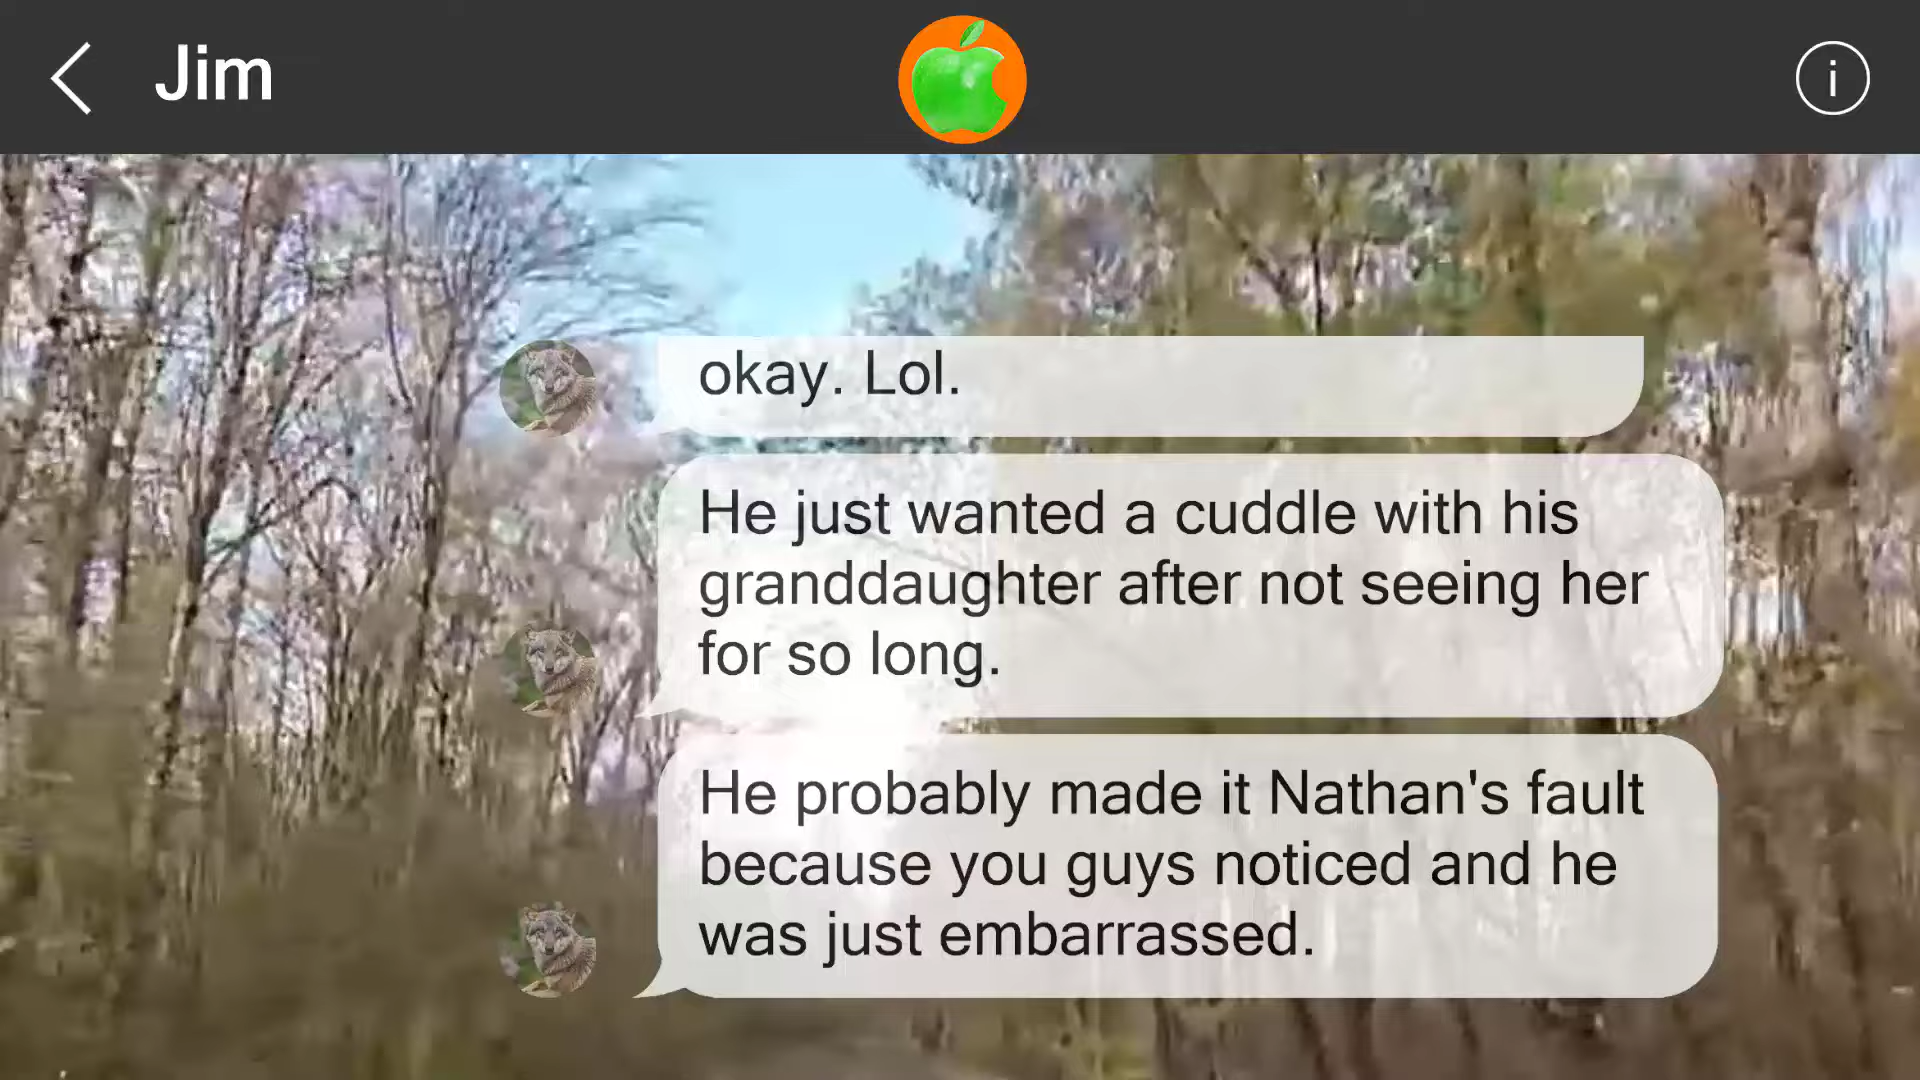 Jim
i
okay. Lol.
He just wanted a cuddle with his
granddaughter after not seeing her
for so long.
He probably made it Nathan's fault
because you guys noticed and he
was just embarrassed.